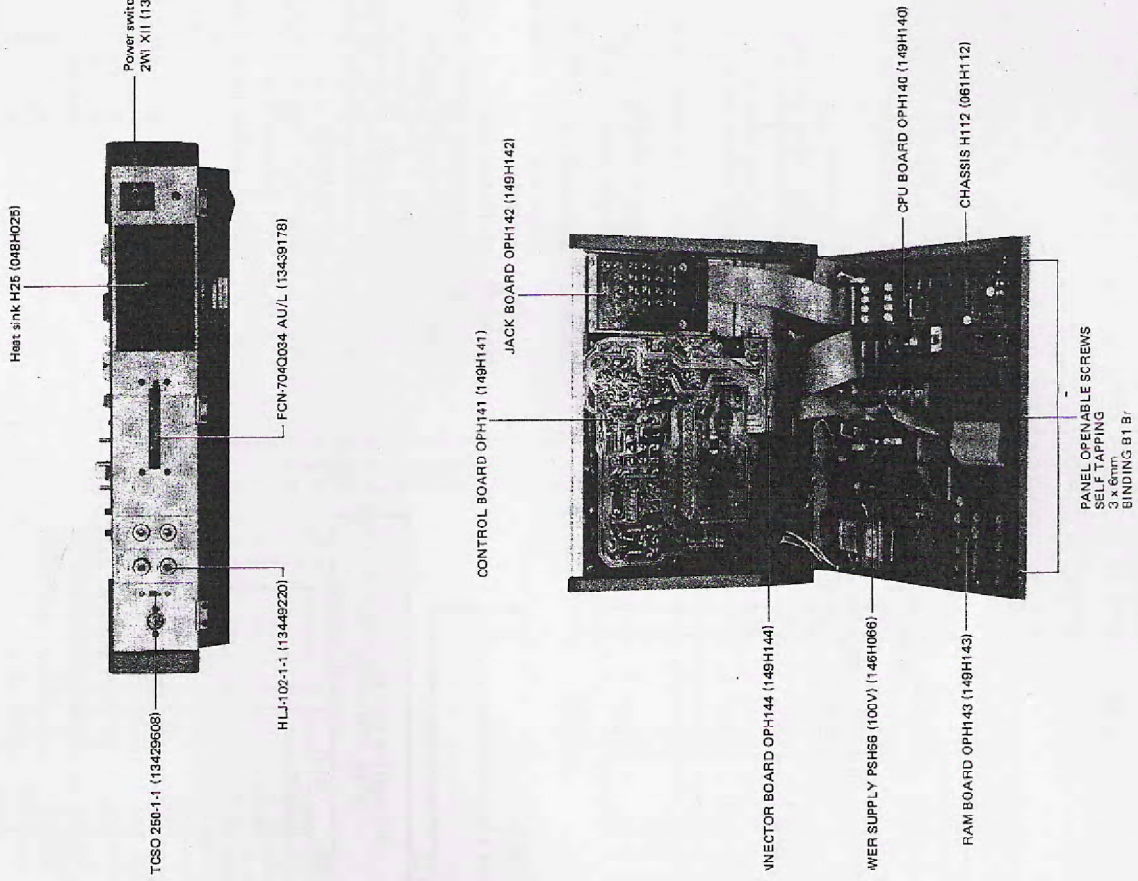 Heat sink H25 (048H025)
Power switc
2W1 X11 (13
FCN-704Q034 AU/L (13439178)
HLJ-102-1-1 (13449220)
TCSO 250-1-1 (13429608)
CONTROL BOARD OPH141 (149H141)
JACK BOARD OPH142 (149H142)
CPU BOARD OPH140 (149H140)
CHASSIS H112 (061H112)
NNECTOR BOARD OPH144 (149H144)
WER SUPPLY PSH66 (100V) (146H066)
RAM BOARD OPH143 (149H143)
PANEL OPENABLE SCREWS
SELF TAPPING
3 x 6mm
BINDING B1 Br